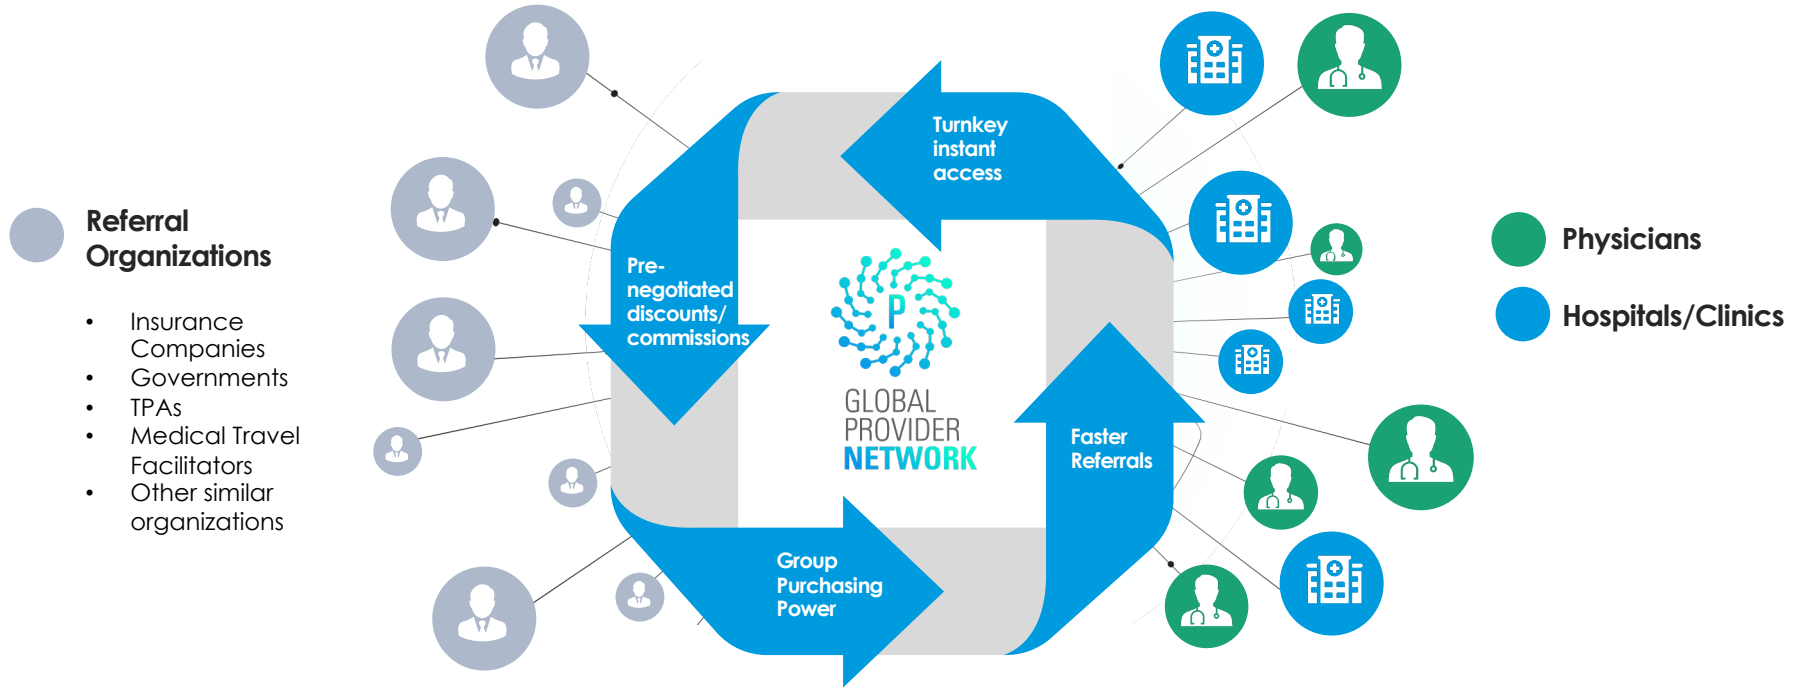 Referral
Organizations
• Insurance
Companies
• Governments
• TPAs
• Medical Travel
Facilitators
• Other similar
organizations
Pre-
negotiated
discounts/
commissions
Turnkey
instant
access
P
GLOBAL
PROVIDER
NETWORK
Group
Purchasing
Power
Faster
Referrals
Physicians
Hospitals/Clinics